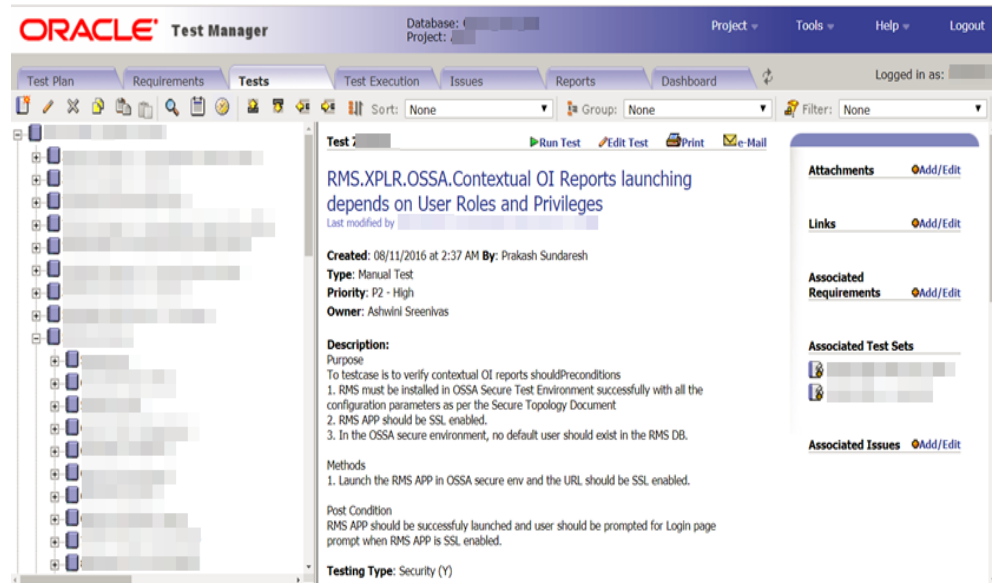 ORACLE Test Manager
Database:
Project:
Project
Tools
Help
Logout
Test Plan
Requirements
Tests
Test Execution
Issues
Reports
Dashboard
Logged in as:
Sort: None
Group: None
Filter: None
Test
Run Test
Edit Test
Print
e-Mail
RMS.XPLR.OSSA.Contextual OI Reports launching
depends on User Roles and Privileges
Last modified by
Created: 08/11/2016 at 2:37 AM By: Prakash Sundaresh
Type: Manual Test
Priority: P2 - High
Owner: Ashwini Sreenivas
Description:
Purpose
To testcase is to verify contextual OI reports shouldPreconditions
1. RMS must be installed in OSSA Secure Test Environment successfully with all the
configuration parameters as per the Secure Topology Document
2. RMS APP should be SSL enabled.
3. In the OSSA secure environment, no default user should exist in the RMS DB.
Methods
1. Launch the RMS APP in OSSA secure env and the URL should be SSL enabled.
Post Condition
RMS APP should be successfuly launched and user should be prompted for Login page
prompt when RMS APP is SSL enabled.
Testing Type: Security (Y)
Attachments
Add/Edit
Links
Add/Edit
Associated
Requirements
Add/Edit
Associated Test Sets
Associated Issues
Add/Edit